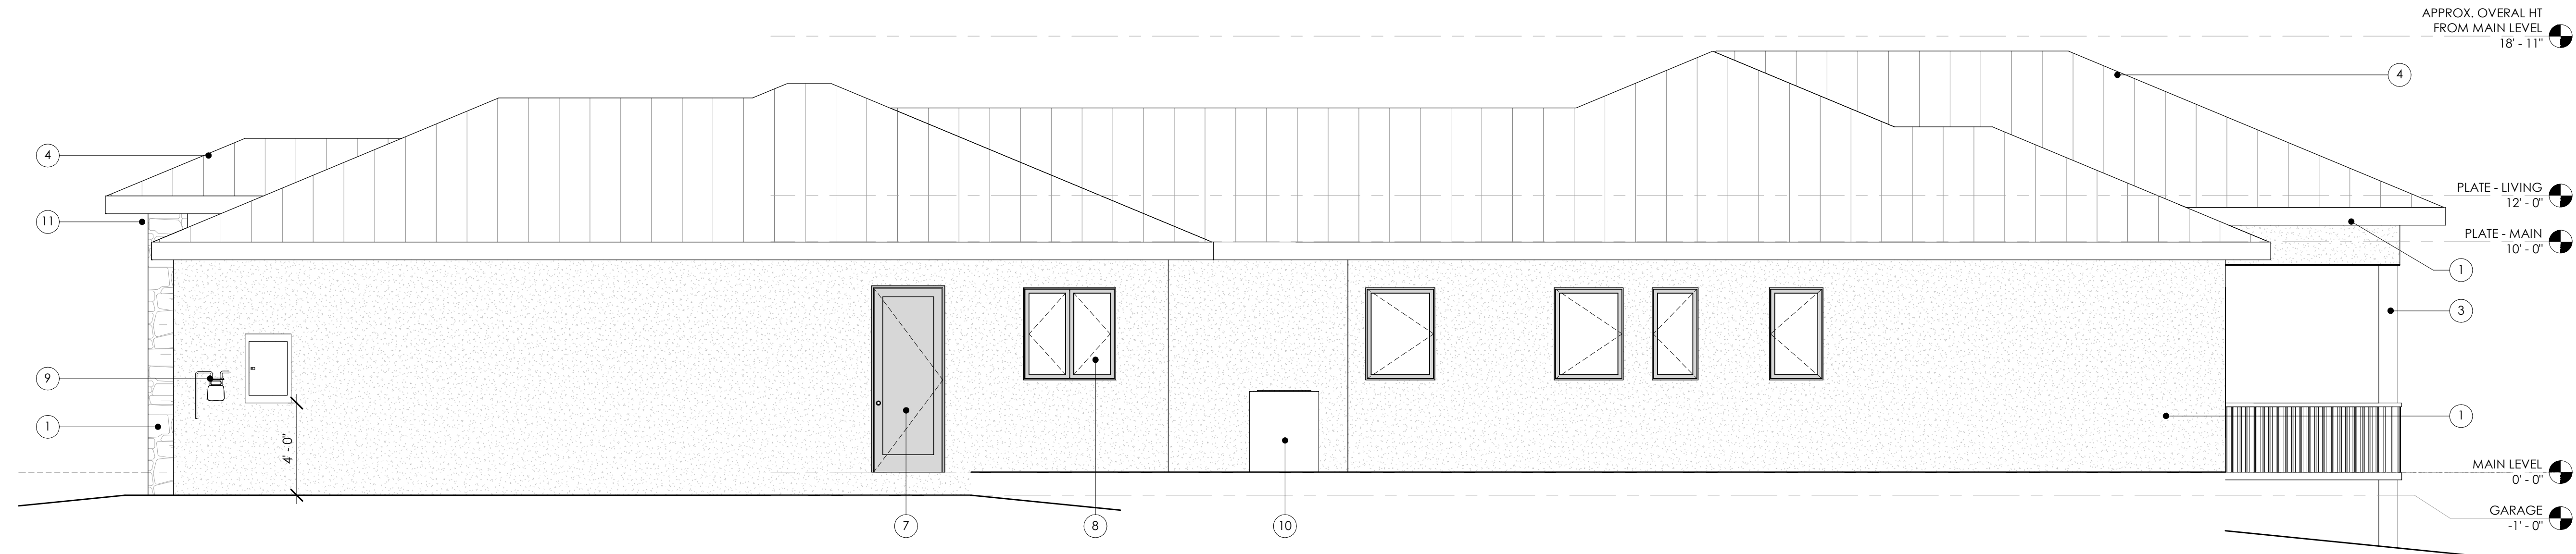 APPROX. OVERAL HT
FROM MAIN LEVEL
18' - 11"
4
4
PLATE - LIVING
12' - 0"
11
PLATE - MAIN
10' - 0"
1
3
9
1
1
4' - 0"
MAIN LEVEL
0' - 0"
7
8
10
GARAGE
-1' - 0"